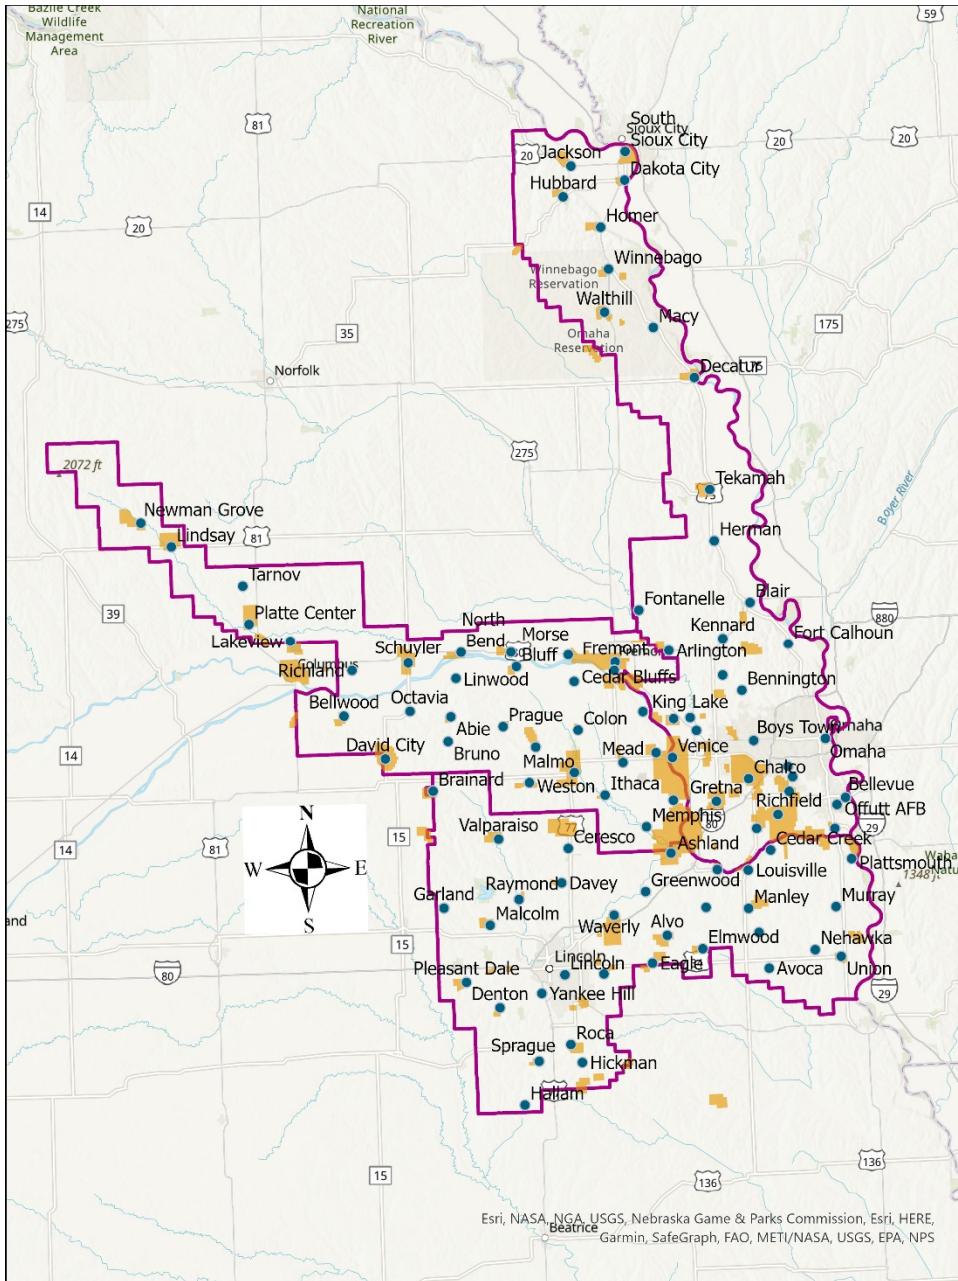 Bazile Creek
Wildlife
Management
Area
National
Recreation
River
59
81
20
20
South
Sioux City
Sioux City
20
Jackson
Dakota City
Hubbard
14
20
Homer
Winnebago
Winnebago
Reservation
Walthill
Macy
275
35
175
Omaha
Reservation
Norfolk
Decatur
2072 ft
275
Tekamah
75
Boyer River
Newman Grove
Lindsay
81
Herman
Tarnov
Blair
39
Platte Center
Fontanelle
880
North
Bend
Kennard
Fort Calhoun
Lakeview
Morse
Bluff
Schuyler
Fremont
Arlington
Columbus
Richland
Linwood
Cedar Bluffs
Bennington
Bellwood
Octavia
King Lake
Abie
Prague
Colon
Boys Town
Omaha
Omaha
14
David City
Bruno
Mead
Venice
Malmo
Chalco
Brainard
Weston
Ithaca
Gretna
Bellevue
Richfield
Offutt AFB
N
Memphis
80
29
15
Valparaiso
77
Ceresco
Cedar Creek
14
81
W
E
Ashland
Plattsmouth
1348 ft
Louisville
Greenwood
S
Garland
Raymond
Davey
Manley
Murray
Malcolm
Waverly
Alvo
15
Elmwood
Nehawka
80
Pleasant Dale
Lincoln
Lincoln
Eagle
Avoca
Union
29
Denton
Yankee Hill
Roca
Sprague
Hickman
Hallam
15
136
136
Beatrice
Esri, NASA, NGA, USGS, Nebraska Game & Parks Commission, Esri, HERE,
Garmin, SafeGraph, FAO, METI/NASA, USGS, EPA, NPS